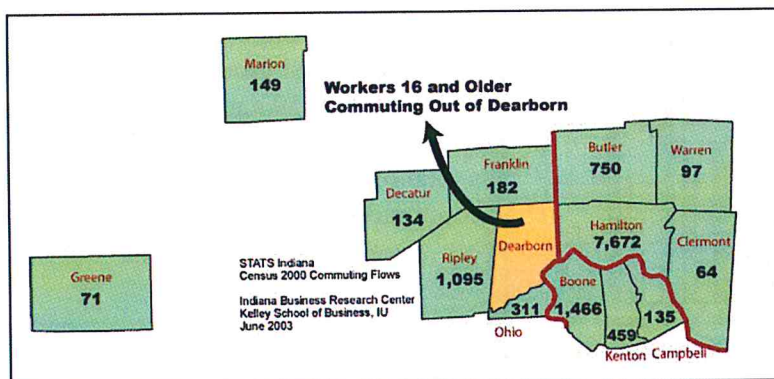 Marion
149
Workers 16 and Older
Commuting Out of Dearborn
Butler
750
Warren
97
Franklin
182
Decatur
134
Hamilton
7,672
Clermont
64
Dearborn
Ripley
1,095
Greene
71
STATS Indiana
Census 2000 Commuting Flows
Indiana Business Research Center
Kelley School of Business, IU
June 2003
Boone
1,466
311
Ohio
459
135
Kenton Campbell